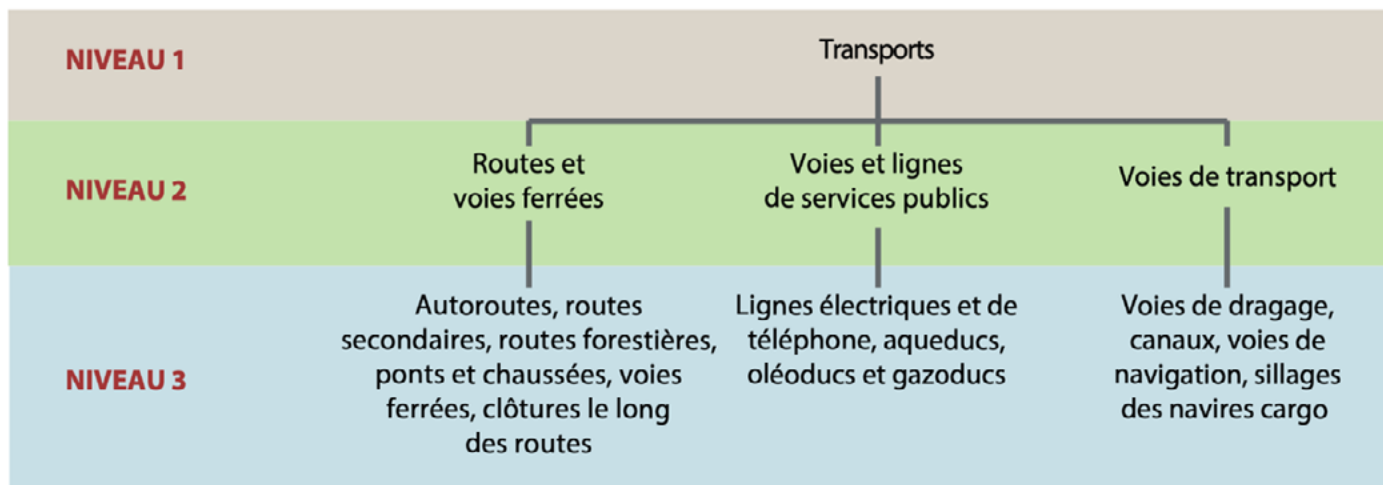 NIVEAU 1
Transports
NIVEAU 2
Routes et
voies ferrées
Voies et lignes
de services publics
Voies de transport
NIVEAU 3
Autoroutes, routes
secondaires, routes forestières,
ponts et chaussées, voies
ferrées, clôtures le long
des routes
Lignes électriques et de
téléphone, aqueducs,
oléoducs et gazoducs
Voies de dragage,
canaux, voies de
navigation, sillages
des navires cargo